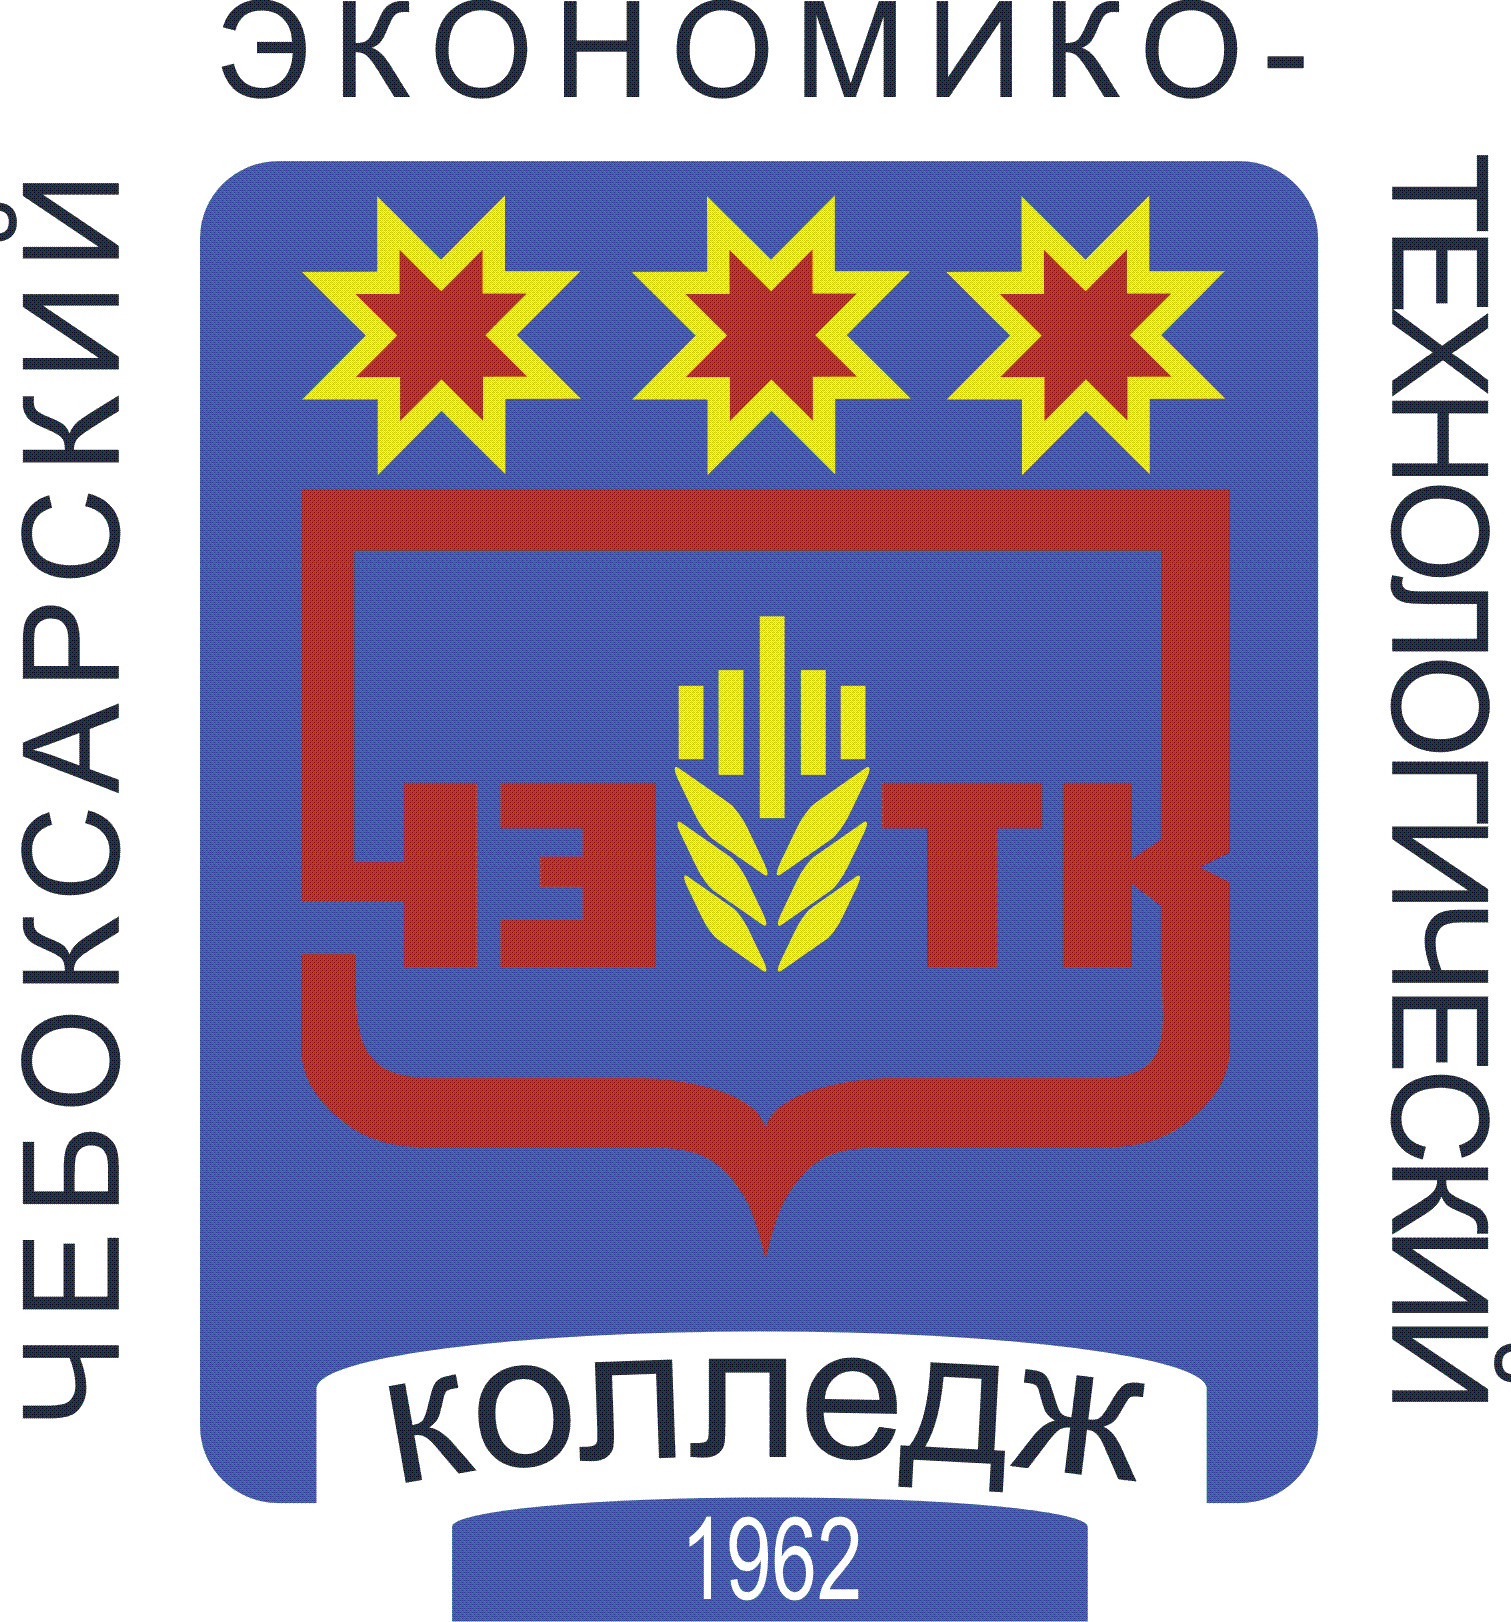 ЧЕБОКСАРСКИЙ
ЭКОНОМИКО-
ТЕХНОЛОГИЧЕСКИЙ
ЧЭТК
колледж
1962